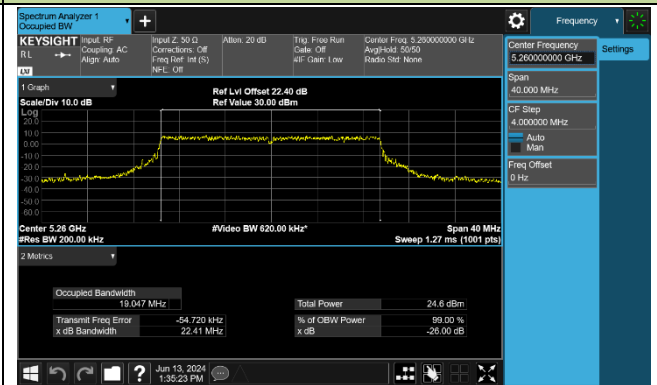 Spectrum Analyzer 1
Occupied BW
Frequency
KEYSIGHT
RL
LXI
Input: RF
Coupling: AC
Align: Auto
Input Z: 50 Ω
Corrections: Off
Freq Ref: Int (S)
NFE: Off
Atten: 20 dB
Trig: Free Run
Gate: Off
#IF Gain: Low
Center Freq: 5.260000000 GHz
Avg|Hold: 50/50
Radio Std: None
Center Frequency
5.260000000 GHz
Settings
Span
40.000 MHz
CF Step
4.000000 MHz
Auto
Man
Freq Offset
0 Hz
1 Graph
Scale/Div 10.0 dB
Ref Lvl Offset 22.40 dB
Ref Value 30.00 dBm
Log
20.0
10.0
0.00
-10.0
-20.0
-30.0
-40.0
-50.0
-60.0
Center 5.26 GHz
#Video BW 620.00 kHz*
Span 40 MHz
#Res BW 200.00 kHz
Sweep 1.27 ms (1001 pts)
2 Metrics
Occupied Bandwidth
19.047 MHz
Total Power 24.6 dBm
Transmit Freq Error -54.720 kHz
% of OBW Power 99.00 %
x dB Bandwidth 22.41 MHz
x dB -26.00 dB
?
Jun 13, 2024
1:35:23 PM